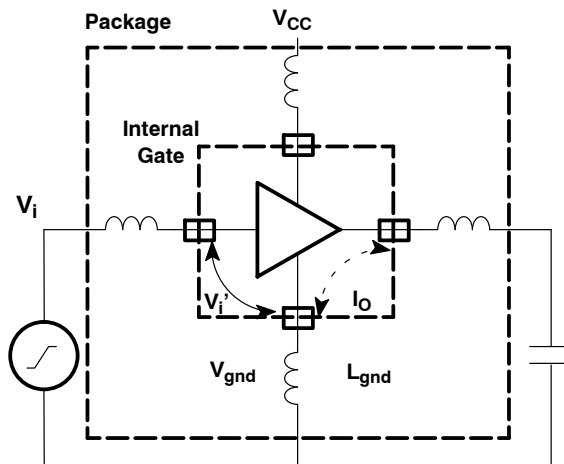 Package
VCC
Internal
Gate
Vi
Vi'
IO
Vgnd
Lgnd